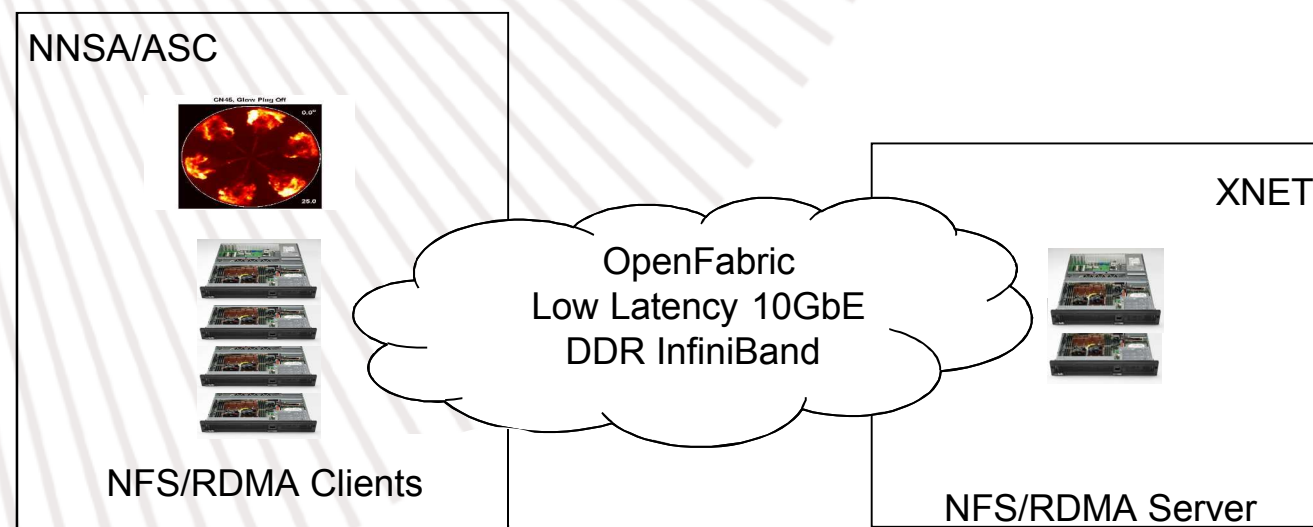 NNSA/ASC
CN46, Glow Plug Off
0.0°
25.0
NFS/RDMA Clients
OpenFabric
Low Latency 10GbE
DDR InfiniBand
XNET
NFS/RDMA Server